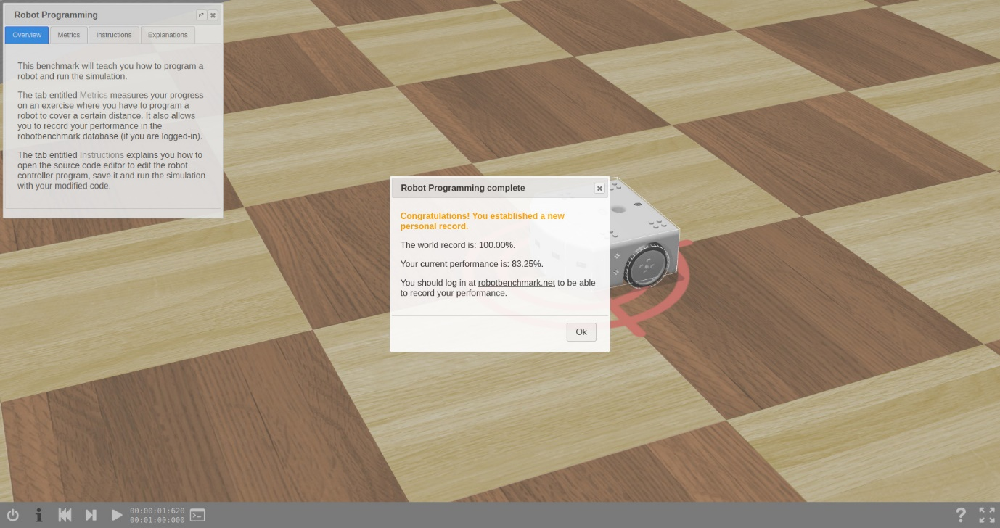 Robot Programming
Overview
Metrics
Instructions
Explanations
This benchmark will teach you how to program a
robot and run the simulation.
The tab entitled Metrics measures your progress
on an exercise where you have to program a
robot to cover a certain distance. It also allows
you to record your performance in the
robotbenchmark database (if you are logged-in).
The tab entitled Instructions explains you how to
open the source code editor to edit the robot
controller program, save it and run the simulation
with your modified code.
Robot Programming complete
Congratulations! You established a new
personal record.
The world record is: 100.00%.
Your current performance is: 83.25%.
You should log in at robotbenchmark.net to be able
to record your performance.
Ok
00:00:01:620
00:01:00:000